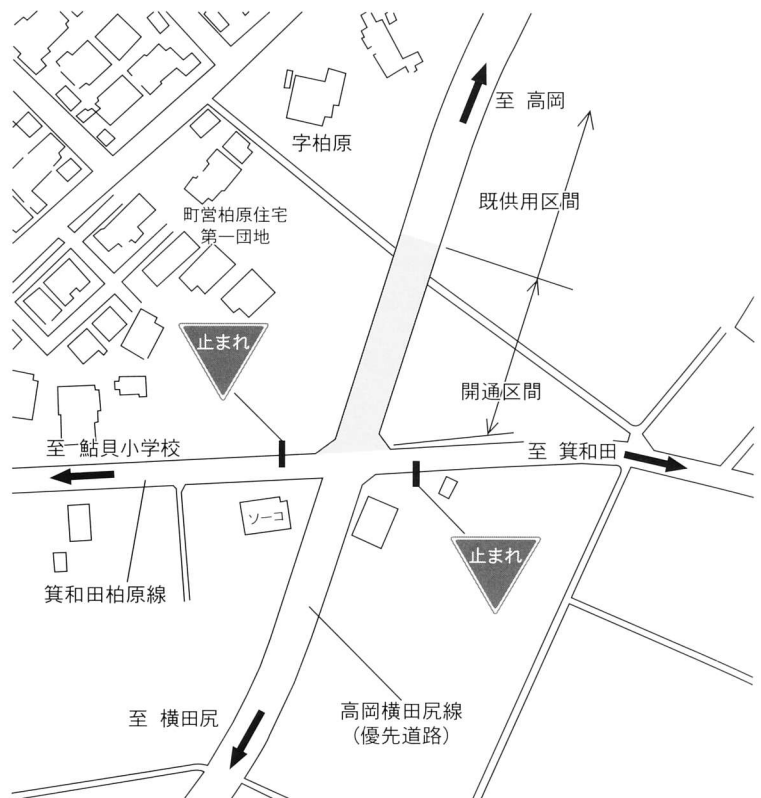 至 高岡
字柏原
既供用区間
町営柏原住宅
第一団地
止まれ
開通区間
至 鮎貝小学校
至 箕和田
ソーコ
止まれ
箕和田柏原線
高岡横田尻線
(優先道路)
至 横田尻